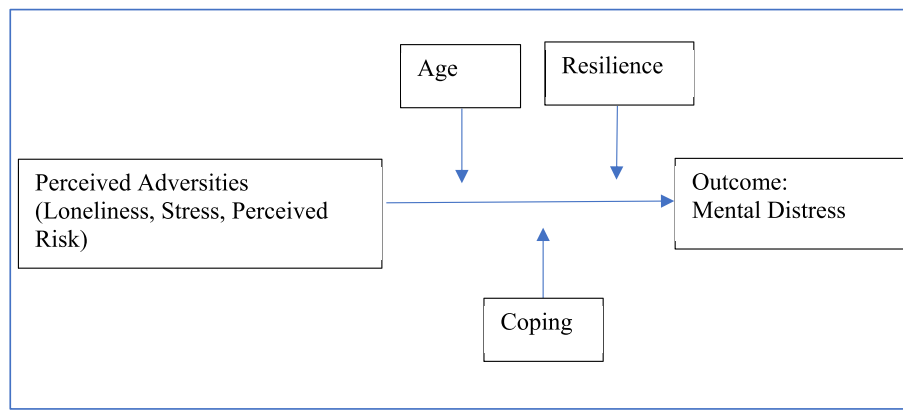 Age
Resilience
Perceived Adversities
(Loneliness, Stress, Perceived
Risk)
Outcome:
Mental Distress
Coping